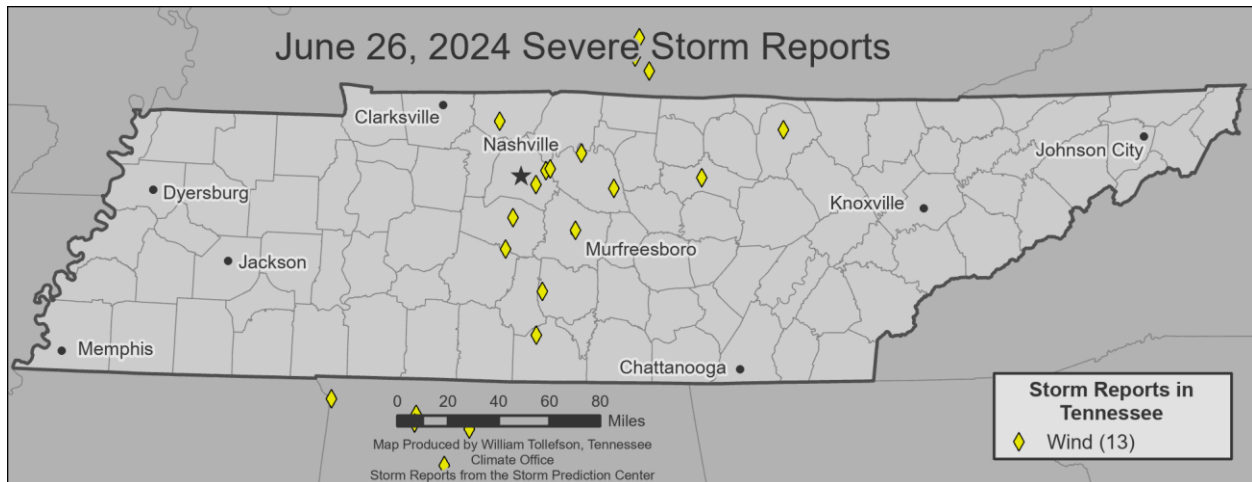 June 26, 2024 Severe Storm Reports
Clarksville
Nashville
Johnson City
Dyersburg
Knoxville
Murfreesboro
Jackson
Memphis
Chattanooga
0 20 40 60 80
Miles
Map Produced by William Tollefson, Tennessee
Climate Office
Storm Reports from the Storm Prediction Center
Storm Reports in
Tennessee
Wind (13)